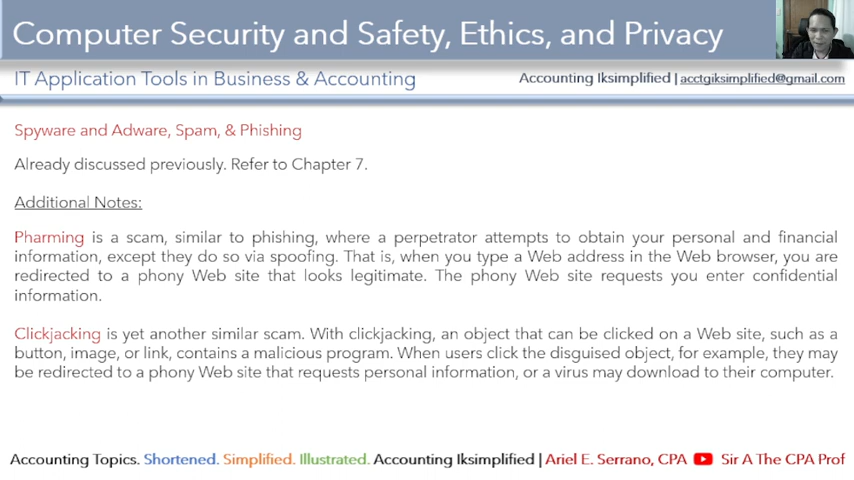 Computer Security and Safety, Ethics, and Privacy
IT Application Tools in Business & Accounting
Accounting Iksimplified | acctgiksimplified@gmail.com
Spyware and Adware, Spam, & Phishing
Already discussed previously. Refer to Chapter 7.
Additional Notes:
Pharming is a scam, similar to phishing, where a perpetrator attempts to obtain your personal and financial
information, except they do so via spoofing. That is, when you type a Web address in the Web browser, you are
redirected to a phony Web site that looks legitimate. The phony Web site requests you enter confidential
information.
Clickjacking is yet another similar scam. With clickjacking, an object that can be clicked on a Web site, such as a
button, image, or link, contains a malicious program. When users click the disguised object, for example, they may
be redirected to a phony Web site that requests personal information, or a virus may download to their computer.
Accounting Topics. Shortened. Simplified. Illustrated. Accounting Iksimplified | Ariel E. Serrano, CPA Sir A The CPA Prof